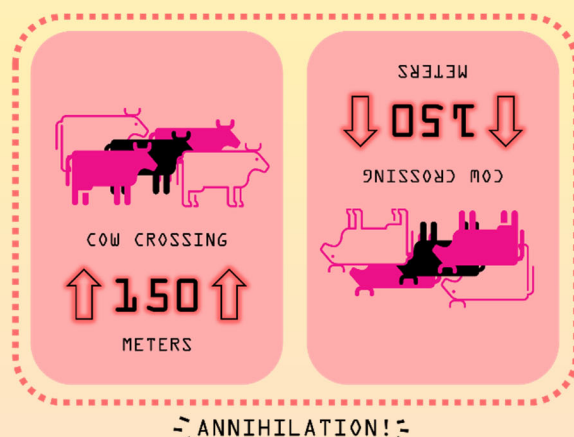 COW CROSSING
150
METERS
METERS
150
COW CROSSING
ANNIHILATION!